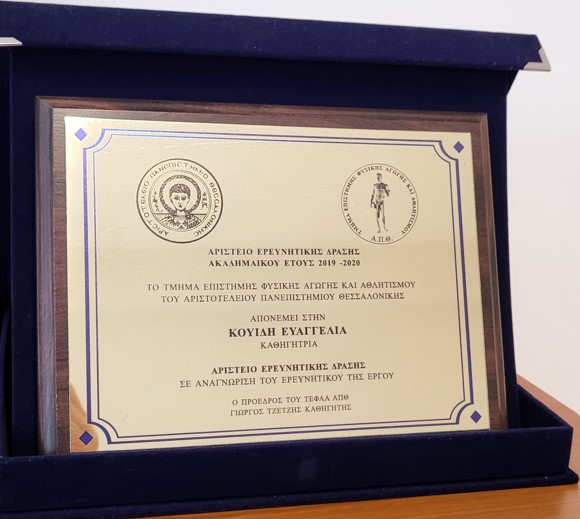 ΑΡΙΣΤΟΤΕΛΕΙΟ ΠΑΝΕΠΙΣΤΗΜΙΟ ΘΕΣΣΑΛΟΝΙΚΗΣ
ΤΜΗΜΑ ΕΠΙΣΤΗΜΗΣ ΦΥΣΙΚΗΣ ΑΓΩΓΗΣ ΚΑΙ ΑΘΛΗΤΙΣΜΟΥ
Α.Π.Θ.
ΑΡΙΣΤΕΙΟ ΕΡΕΥΝΗΤΙΚΗΣ ΔΡΑΣΗΣ
ΑΚΑΔΗΜΑΙΚΟΥ ΕΤΟΥΣ 2019 -2020
ΤΟ ΤΜΗΜΑ ΕΠΙΣΤΗΜΗΣ ΦΥΣΙΚΗΣ ΑΓΩΓΗΣ ΚΑΙ ΑΘΛΗΤΙΣΜΟΥ
ΤΟΥ ΑΡΙΣΤΟΤΕΛΕΙΟΥ ΠΑΝΕΠΙΣΤΗΜΙΟΥ ΘΕΣΣΑΛΟΝΙΚΗΣ
ΑΠΟΝΕΜΕΙ ΣΤΗΝ
ΚΟΥΙΔΗ ΕΥΑΓΓΕΛΙΑ
ΚΑΘΗΓΗΤΡΙΑ
ΑΡΙΣΤΕΙΟ ΕΡΕΥΝΗΤΙΚΗΣ ΔΡΑΣΗΣ
ΣΕ ΑΝΑΓΝΩΡΙΣΗ ΤΟΥ ΕΡΕΥΝΗΤΙΚΟΥ ΤΗΣ ΕΡΓΟΥ
Ο ΠΡΟΕΔΡΟΣ ΤΟΥ ΤΕΦΑΑ ΑΠΘ
ΓΙΩΡΓΟΣ ΤΖΕΤΖΗΣ ΚΑΘΗΓΗΤΗΣ